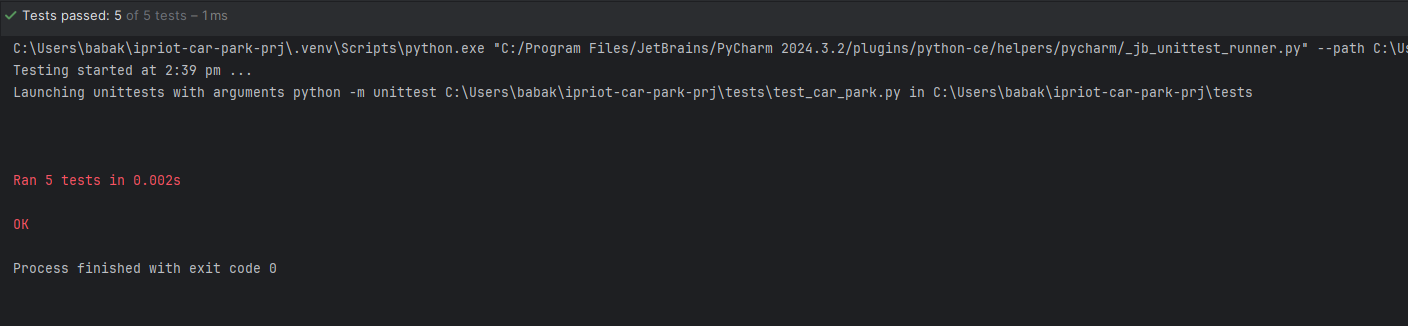 Tests passed: 5 of 5 tests – 1 ms
C:\Users\babak\ipriot-car-park-prj\.venv\Scripts\python.exe "C:/Program Files/JetBrains/PyCharm 2024.3.2/plugins/python-ce/helpers/pycharm/_jb_unittest_runner.py" --path C:\Us
Testing started at 2:39 pm ...
Launching unittests with arguments python -m unittest C:\Users\babak\ipriot-car-park-prj\tests\test_car_park.py in C:\Users\babak\ipriot-car-park-prj\tests
Ran 5 tests in 0.002s
OK
Process finished with exit code 0